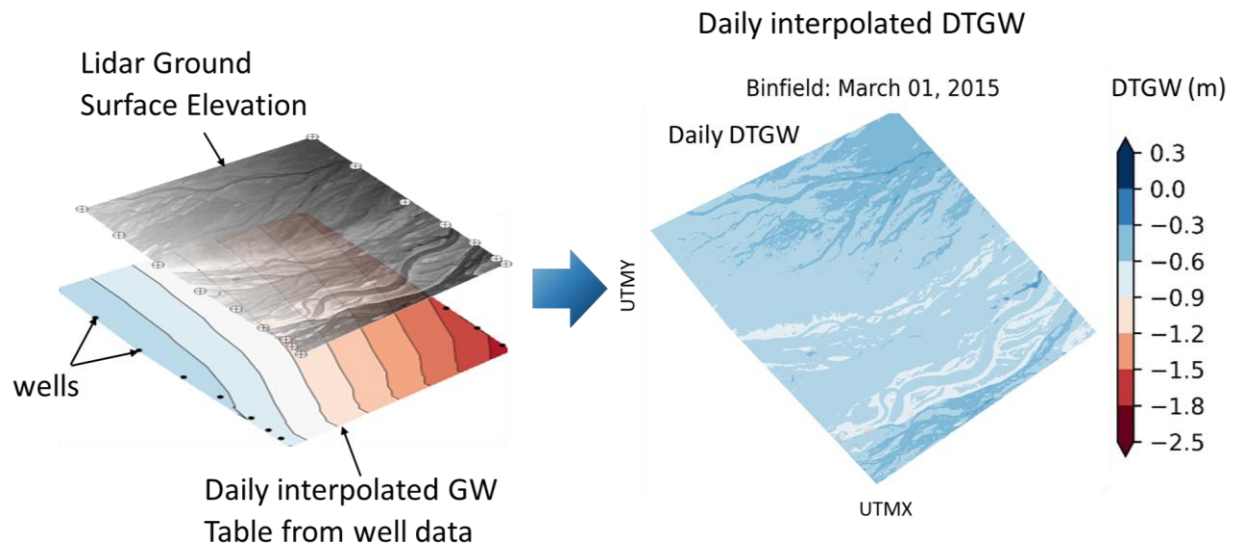 Daily interpolated DTGW
Lidar Ground
Surface Elevation
wells
Daily interpolated GW
Table from well data
Binfield: March 01, 2015
Daily DTGW
UTMY
UTMX
DTGW (m)
0.3
0.0
−0.3
−0.6
−0.9
−1.2
−1.5
−1.8
−2.5